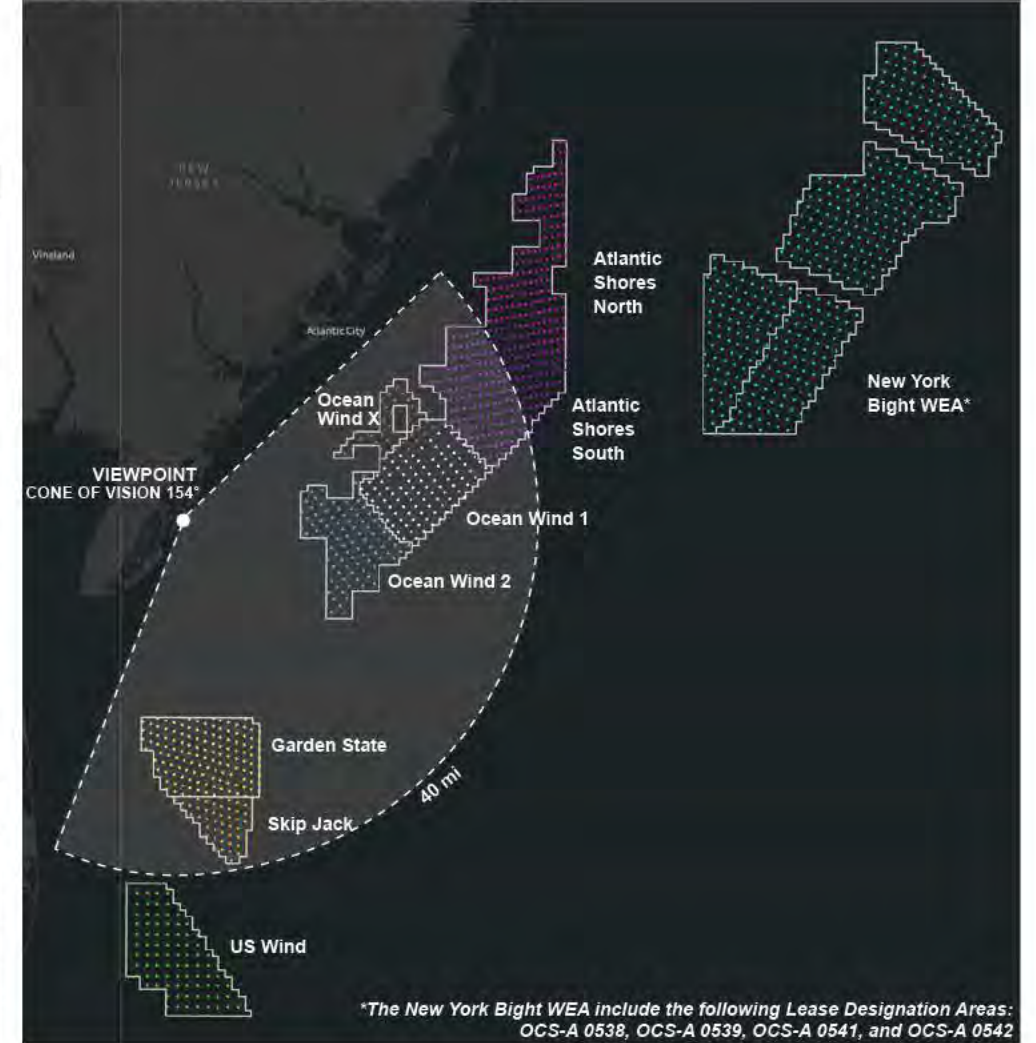 NEW
JERSEY
Vineland
Atlantic City
Atlantic
Shores
North
New York
Bight WEA*
Ocean
Wind X
Atlantic
Shores
South
VIEWPOINT
CONE OF VISION 154°
Ocean Wind 1
Ocean Wind 2
Garden State
40 mi
Skip Jack
US Wind
*The New York Bight WEA include the following Lease Designation Areas:
OCS-A 0538, OCS-A 0539, OCS-A 0541, and OCS-A 0542